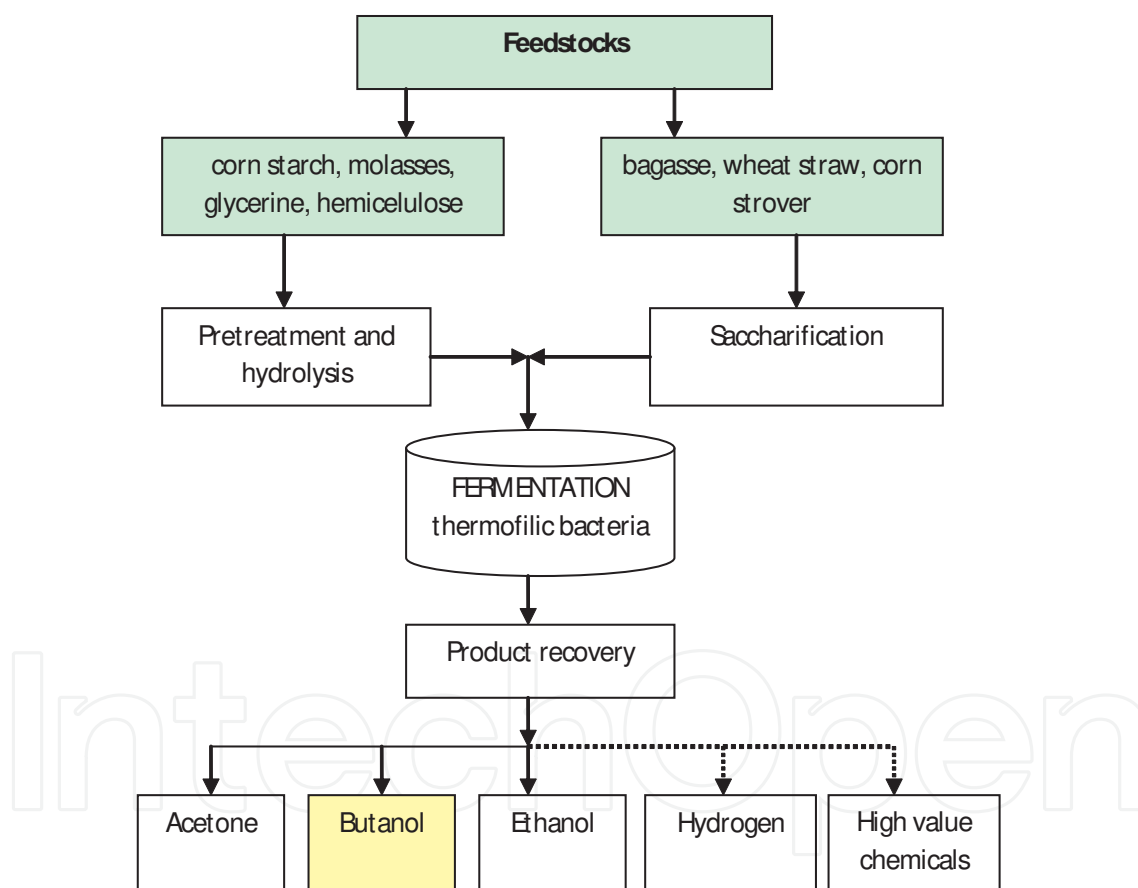 Feedstocks
corn starch, molasses,
glycerine, hemicelulose
bagasse, wheat straw, corn
strover
Pretreatment and
hydrolysis
Saccharification
FERMENTATION
thermofilic bacteria
Product recovery
Acetone
Butanol
Ethanol
Hydrogen
High value
chemicals
IntechOpen